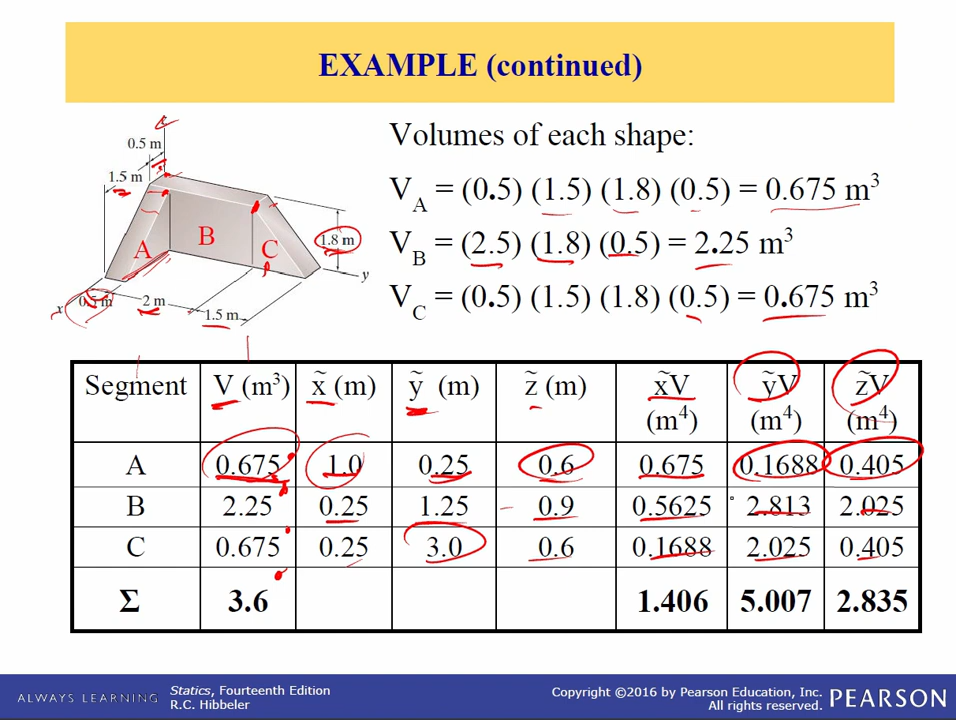 EXAMPLE (continued)
0.5 m
1.5 m
A
B
C
1.8 m
y
x
0.5 m
2 m
1.5 m
Volumes of each shape:
V_A = (0.5) (1.5) (1.8) (0.5) = 0.675 m³
V_B = (2.5) (1.8) (0.5) = 2.25 m³
V_C = (0.5) (1.5) (1.8) (0.5) = 0.675 m³
Segment V (m³) x̃ (m) ỹ (m) z̃ (m) x̃V (m⁴) ỹV (m⁴) z̃V (m⁴)
A 0.675 1.0 0.25 0.6 0.675 0.1688 0.405
B 2.25 0.25 1.25 0.9 0.5625 2.813 2.025
C 0.675 0.25 3.0 0.6 0.1688 2.025 0.405
Σ 3.6 1.406 5.007 2.835
ALWAYS LEARNING
Statics, Fourteenth Edition
R.C. Hibbeler
Copyright ©2016 by Pearson Education, Inc.
All rights reserved.
PEARSON